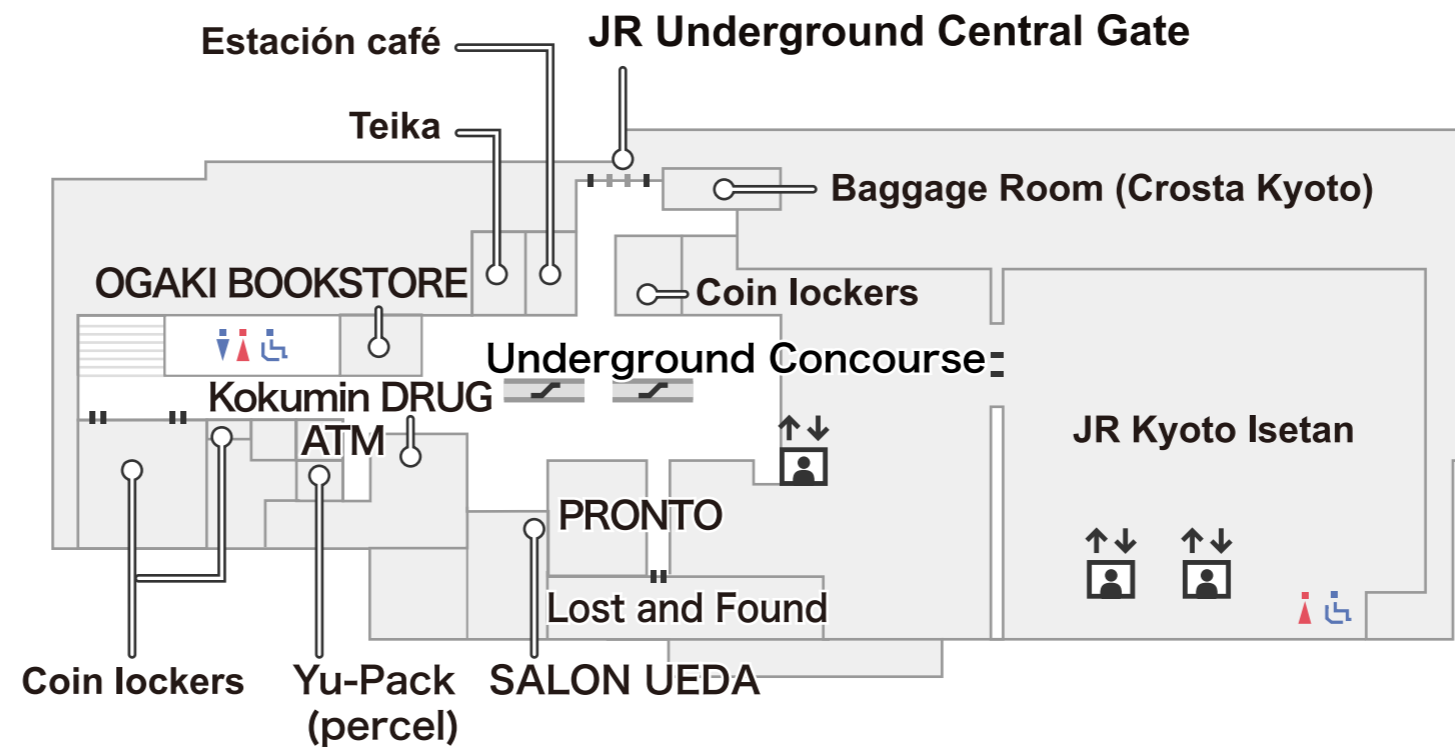 Estación café
JR Underground Central Gate
Teika
Baggage Room (Crosta Kyoto)
OGAKI BOOKSTORE
Coin lockers
Underground Concourse
Kokumin DRUG
ATM
JR Kyoto Isetan
PRONTO
Lost and Found
Coin lockers
Yu-Pack
(percel)
SALON UEDA